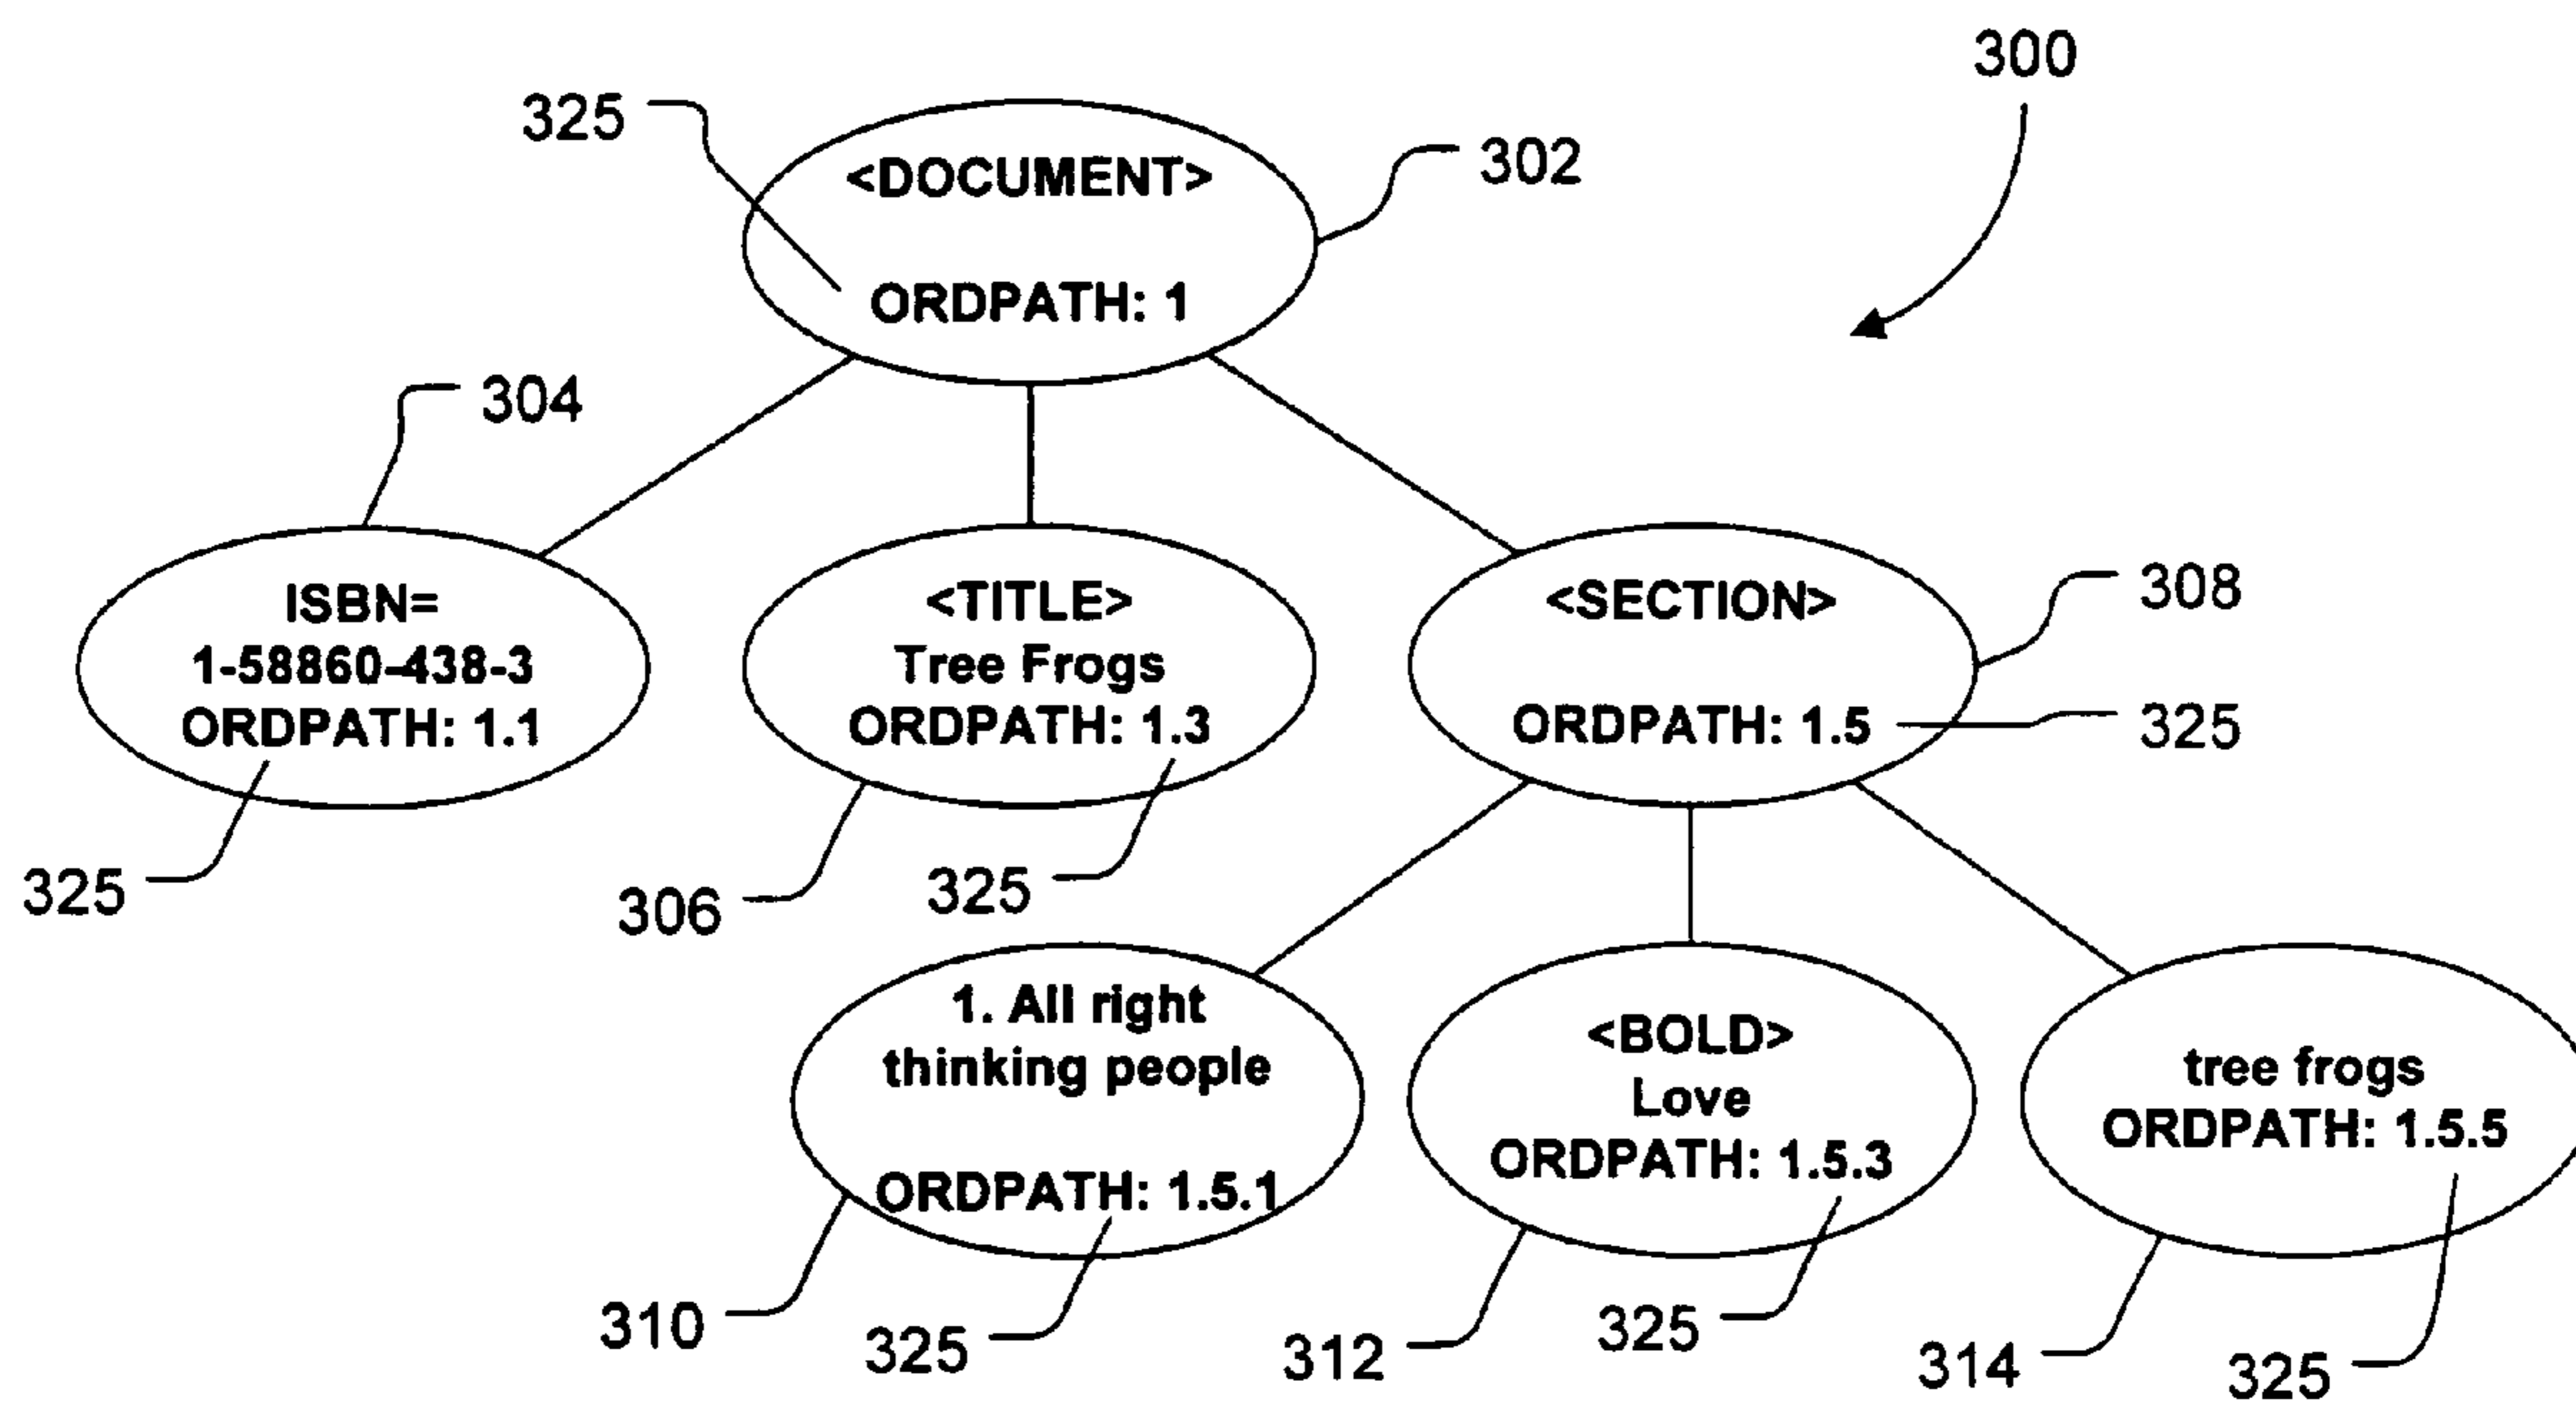 300
325
302
<DOCUMENT>
ORDPATH: 1
304
ISBN=
1-58860-438-3
ORDPATH: 1.1
325
<TITLE>
Tree Frogs
ORDPATH: 1.3
306
325
<SECTION>
ORDPATH: 1.5
308
325
1. All right
thinking people
ORDPATH: 1.5.1
310
325
<BOLD>
Love
ORDPATH: 1.5.3
312
325
tree frogs
ORDPATH: 1.5.5
314
325